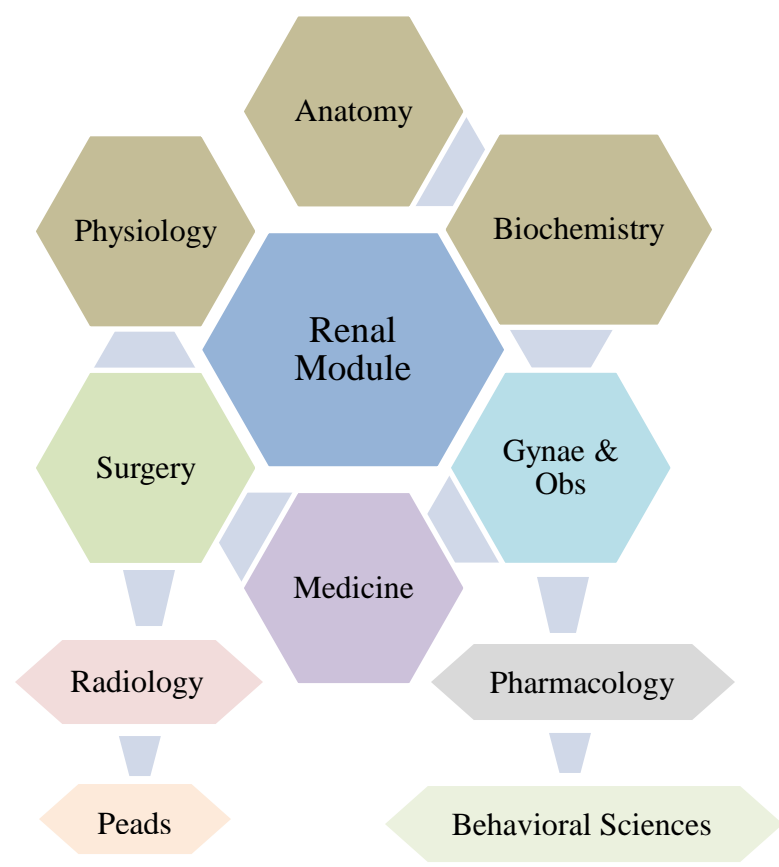 Anatomy
Physiology
Biochemistry
Renal
Module
Surgery
Gynae &
Obs
Medicine
Radiology
Pharmacology
Peads
Behavioral Sciences